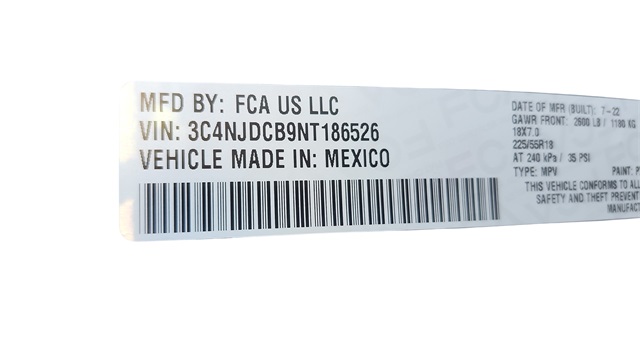 MFD BY: FCA US LLC
VIN: 3C4NJDCB9NT186526
VEHICLE MADE IN: MEXICO
DATE OF MFR (BUILT): 7-22
GAWR FRONT: 2600 LB / 1180 KG
18X7.0
225/55R18
AT 240 kPa / 35 PSI
TYPE: MPV PAINT:
THIS VEHICLE CONFORMS TO ALL
SAFETY AND THEFT PREVENT
MANUFACT